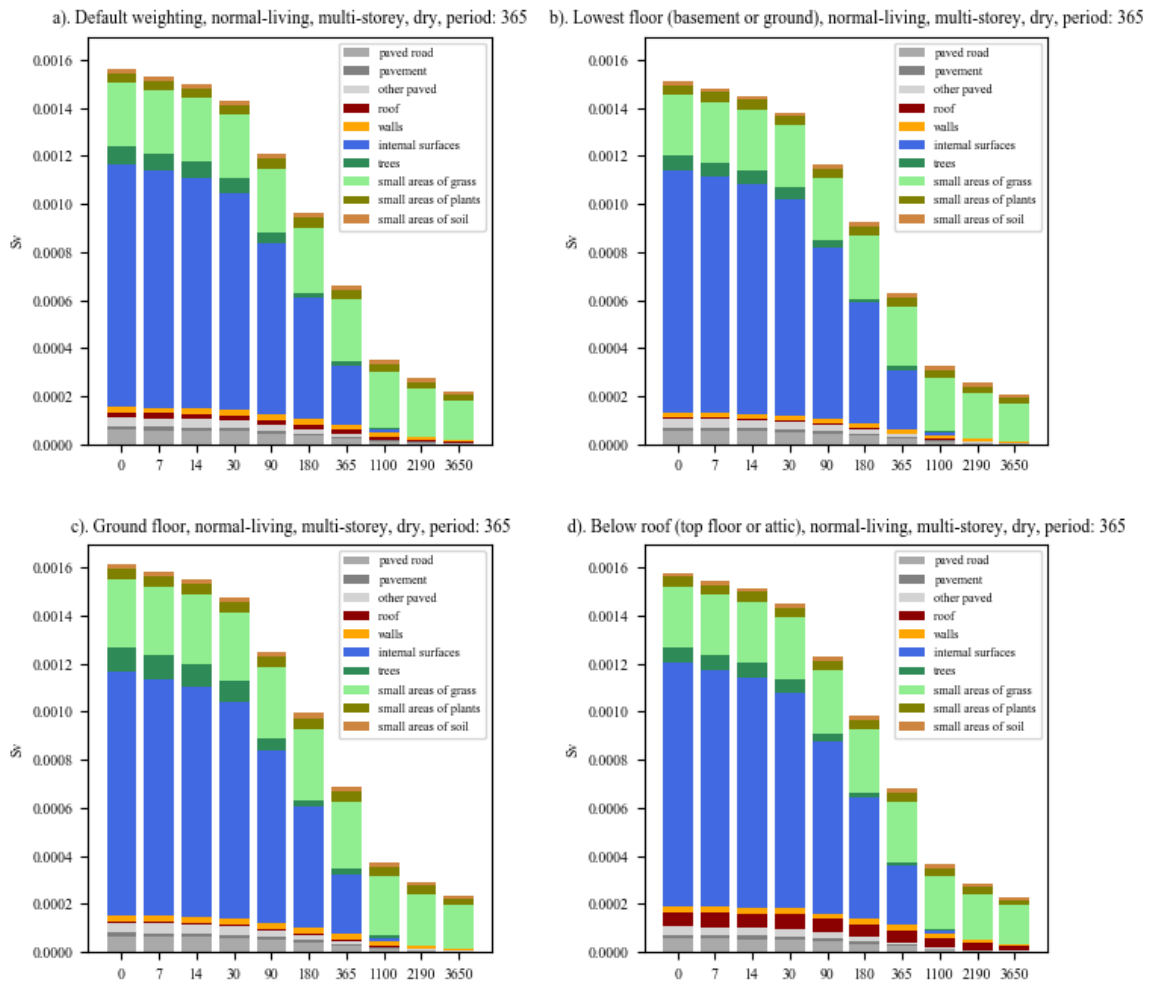 a). Default weighting, normal-living, multi-storey, dry, period: 365
Sv
0.0016
0.0014
0.0012
0.0010
0.0008
0.0006
0.0004
0.0002
0.0000
paved road
pavement
other paved
roof
walls
internal surfaces
trees
small areas of grass
small areas of plants
small areas of soil
0 7 14 30 90 180 365 1100 2190 3650
b). Lowest floor (basement or ground), normal-living, multi-storey, dry, period: 365
Sv
0.0016
0.0014
0.0012
0.0010
0.0008
0.0006
0.0004
0.0002
0.0000
paved road
pavement
other paved
roof
walls
internal surfaces
trees
small areas of grass
small areas of plants
small areas of soil
0 7 14 30 90 180 365 1100 2190 3650
c). Ground floor, normal-living, multi-storey, dry, period: 365
Sv
0.0016
0.0014
0.0012
0.0010
0.0008
0.0006
0.0004
0.0002
0.0000
paved road
pavement
other paved
roof
walls
internal surfaces
trees
small areas of grass
small areas of plants
small areas of soil
0 7 14 30 90 180 365 1100 2190 3650
d). Below roof (top floor or attic), normal-living, multi-storey, dry, period: 365
Sv
0.0016
0.0014
0.0012
0.0010
0.0008
0.0006
0.0004
0.0002
0.0000
paved road
pavement
other paved
roof
walls
internal surfaces
trees
small areas of grass
small areas of plants
small areas of soil
0 7 14 30 90 180 365 1100 2190 3650